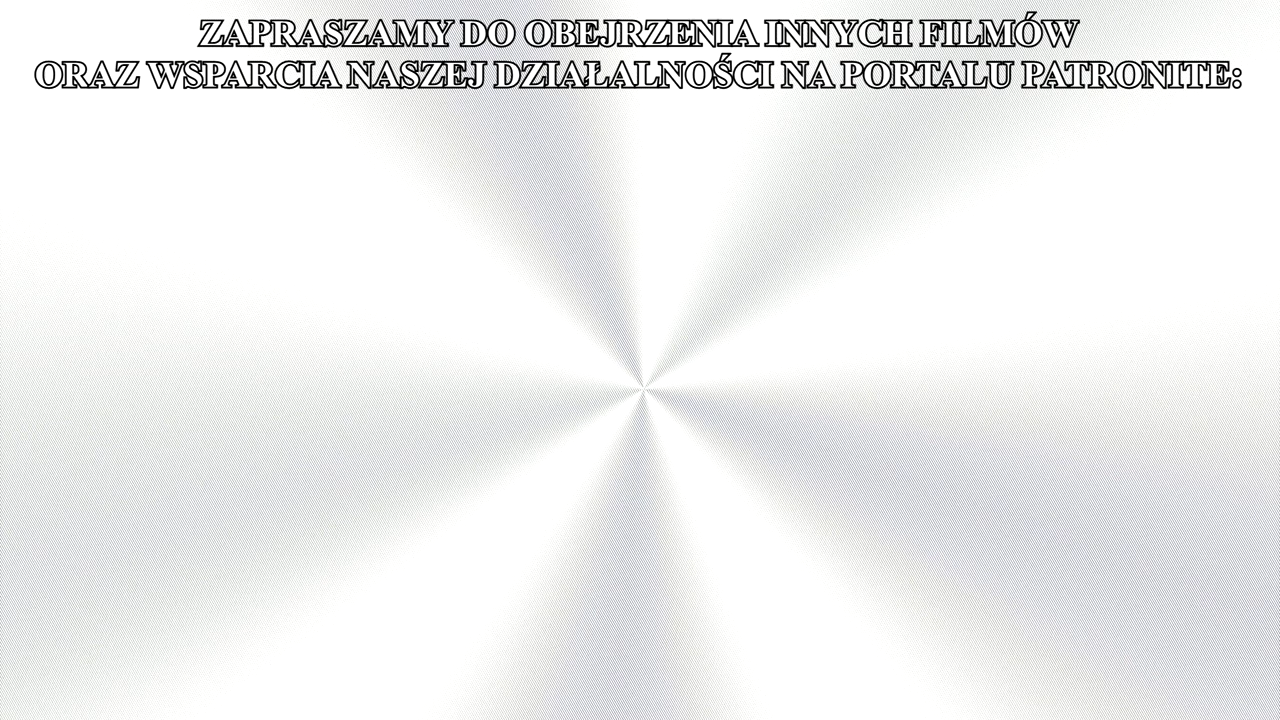 ZAPRASZAMY DO OBEJRZENIA INNYCH FILMÓW
ORAZ WSPARCIA NASZEJ DZIAŁALNOŚCI NA PORTALU PATRONITE: